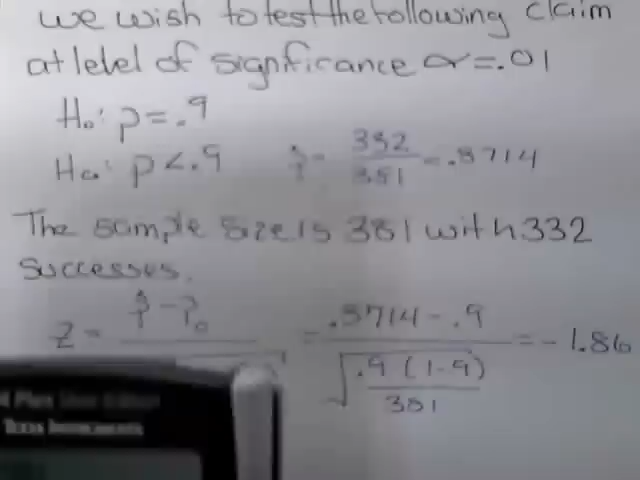 we wish to test the following claim
at level of significance α=.01
H₀: p=.9
Ha: p<.9 p̂ = 332/381 = .8714
The sample size is 381 with 332
successes.
Z = p̂ - p₀ / √ = .8714 - .9 / √ .9(1-.9) / 381 = -1.86
Texas Instruments